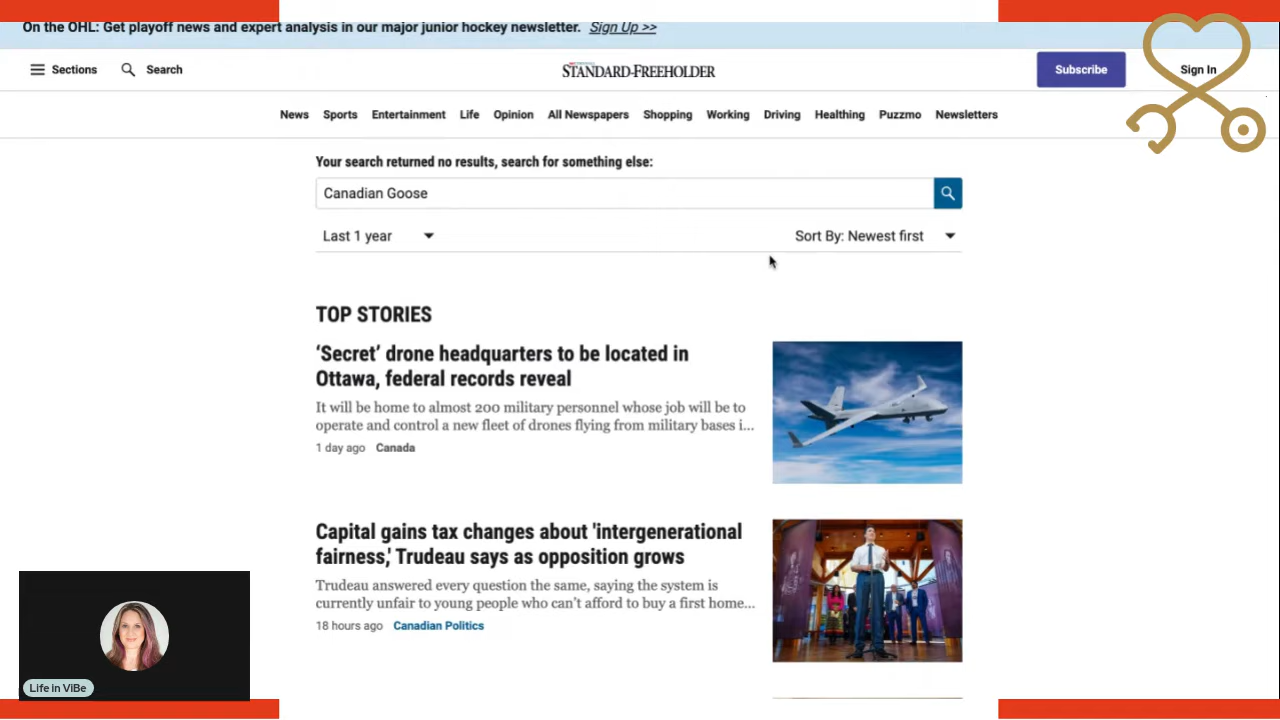 On the OHL: Get playoff news and expert analysis in our major junior hockey newsletter. Sign Up >>
Sections Search STANDARD-FREEHOLDER Subscribe Sign In
News Sports Entertainment Life Opinion All Newspapers Shopping Working Driving Healthing Puzzmo Newsletters
Your search returned no results, search for something else:
Canadian Goose
Last 1 year Sort By: Newest first
TOP STORIES
‘Secret’ drone headquarters to be located in
Ottawa, federal records reveal
It will be home to almost 200 military personnel whose job will be to
operate and control a new fleet of drones flying from military bases i...
1 day ago Canada
Capital gains tax changes about 'intergenerational
fairness,' Trudeau says as opposition grows
Trudeau answered every question the same, saying the system is
currently unfair to young people who can’t afford to buy a first home...
18 hours ago Canadian Politics
Life in ViBe